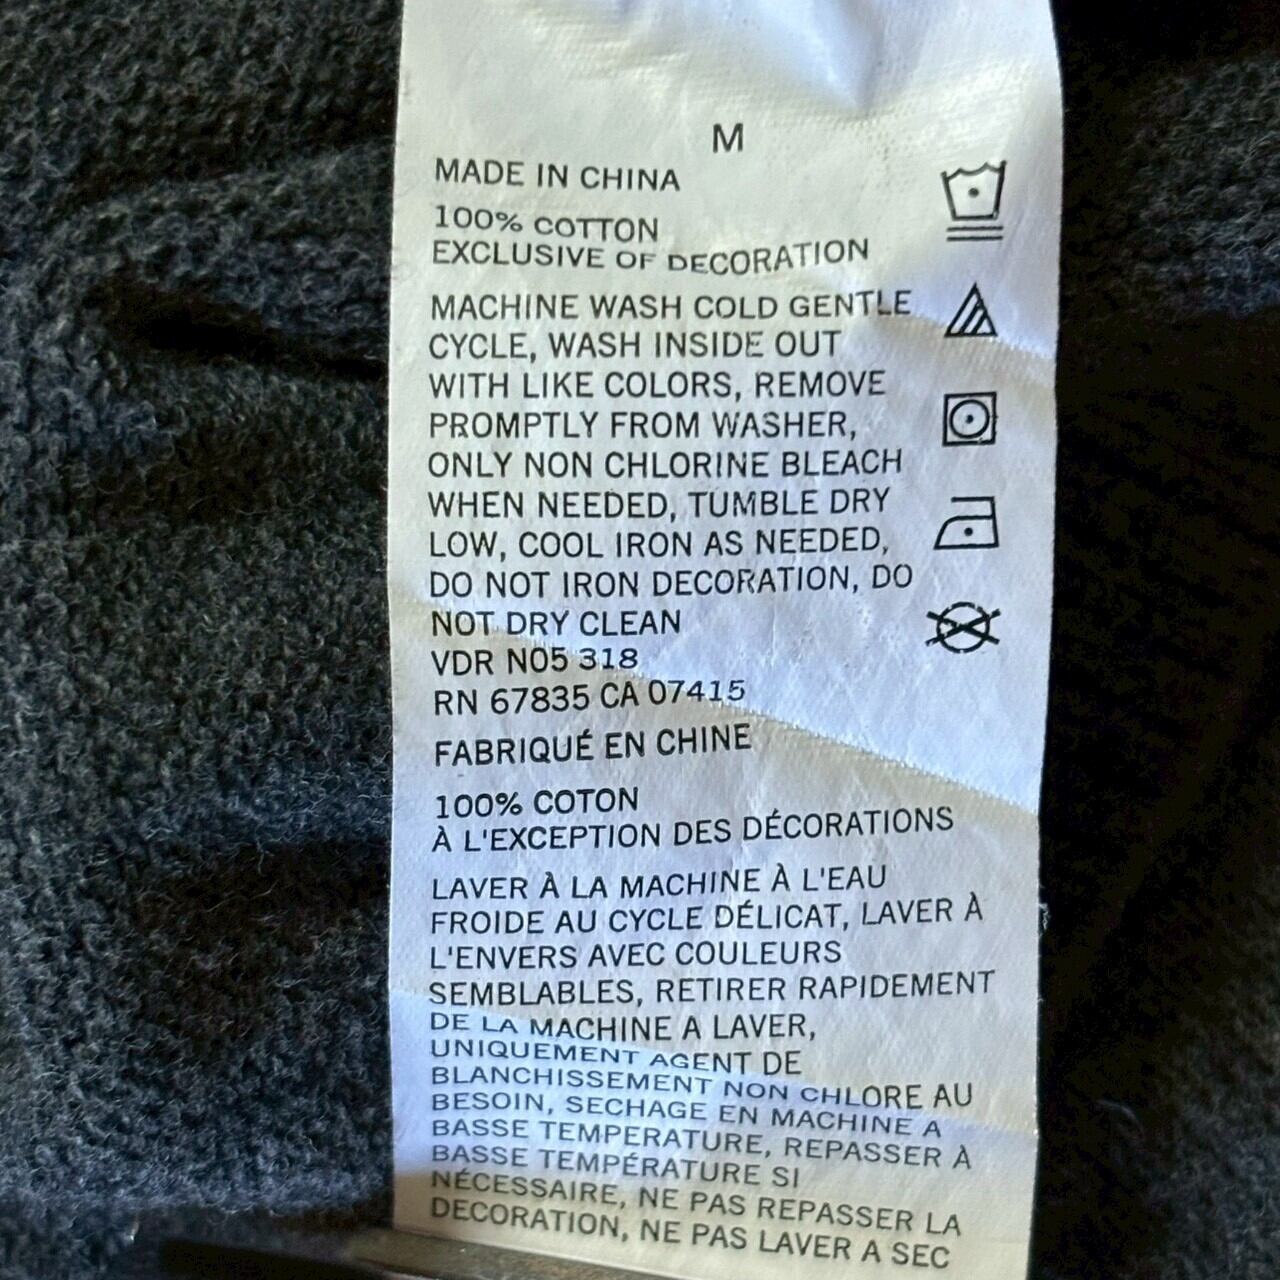 M
MADE IN CHINA
100% COTTON
EXCLUSIVE OF DECORATION
MACHINE WASH COLD GENTLE
CYCLE, WASH INSIDE OUT
WITH LIKE COLORS, REMOVE
PROMPTLY FROM WASHER,
ONLY NON CHLORINE BLEACH
WHEN NEEDED, TUMBLE DRY
LOW, COOL IRON AS NEEDED,
DO NOT IRON DECORATION, DO
NOT DRY CLEAN
VDR N05 318
RN 67835 CA 07415
FABRIQUÉ EN CHINE
100% COTON
À L'EXCEPTION DES DÉCORATIONS
LAVER À LA MACHINE À L'EAU
FROIDE AU CYCLE DÉLICAT, LAVER À
L'ENVERS AVEC COULEURS
SEMBLABLES, RETIRER RAPIDEMENT
DE LA MACHINE A LAVER,
UNIQUEMENT AGENT DE
BLANCHISSEMENT NON CHLORE AU
BESOIN, SECHAGE EN MACHINE A
BASSE TEMPERATURE, REPASSER À
BASSE TEMPÉRATURE SI
NÉCESSAIRE, NE PAS REPASSER LA
DECORATION, NE PAS LAVER A SEC